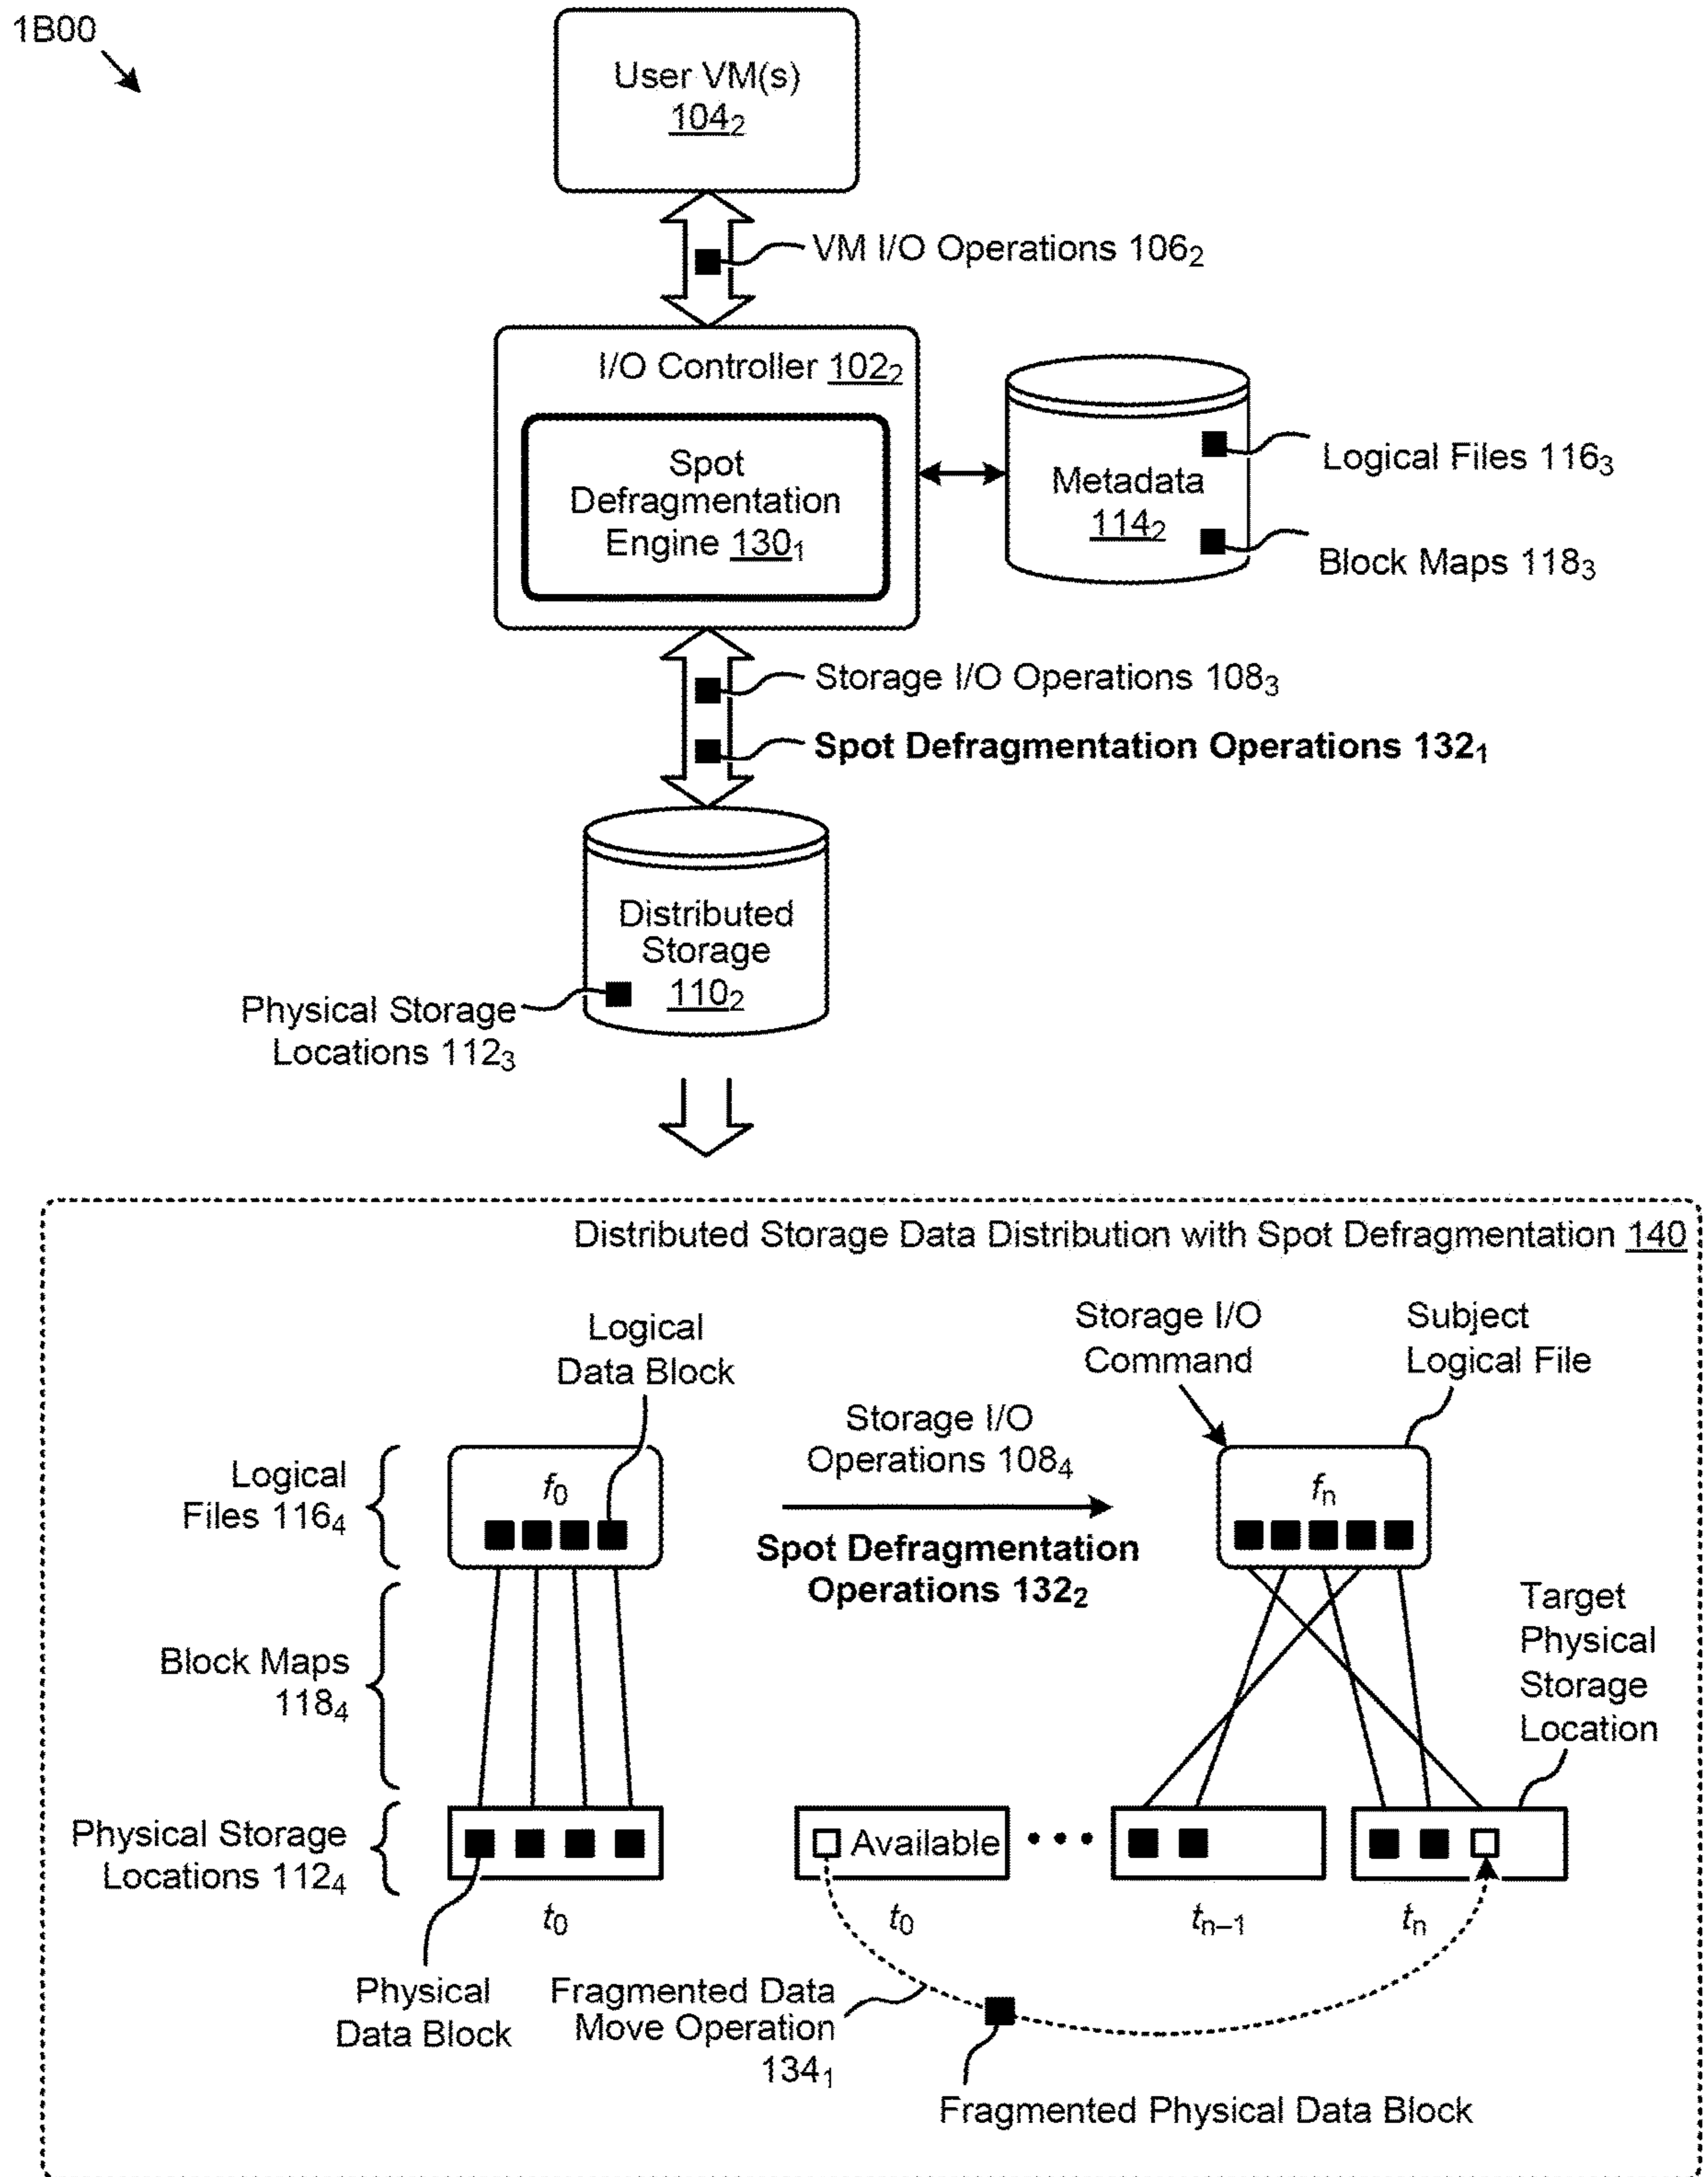 1B00
User VM(s)
104₂
VM I/O Operations 106₂
I/O Controller 102₂
Spot
Defragmentation
Engine 130₁
Metadata
114₂
Logical Files 116₃
Block Maps 118₃
Storage I/O Operations 108₃
Spot Defragmentation Operations 132₁
Distributed
Storage
110₂
Physical Storage
Locations 112₃
Distributed Storage Data Distribution with Spot Defragmentation 140
Logical
Data Block
Storage I/O
Command
Subject
Logical File
Storage I/O
Operations 108₄
Spot Defragmentation
Operations 132₂
Logical
Files 116₄
f₀
fₙ
Block Maps
118₄
Target
Physical
Storage
Location
Physical Storage
Locations 112₄
Available
t₀
t₀
tₙ₋₁
tₙ
Physical
Data Block
Fragmented Data
Move Operation
134₁
Fragmented Physical Data Block